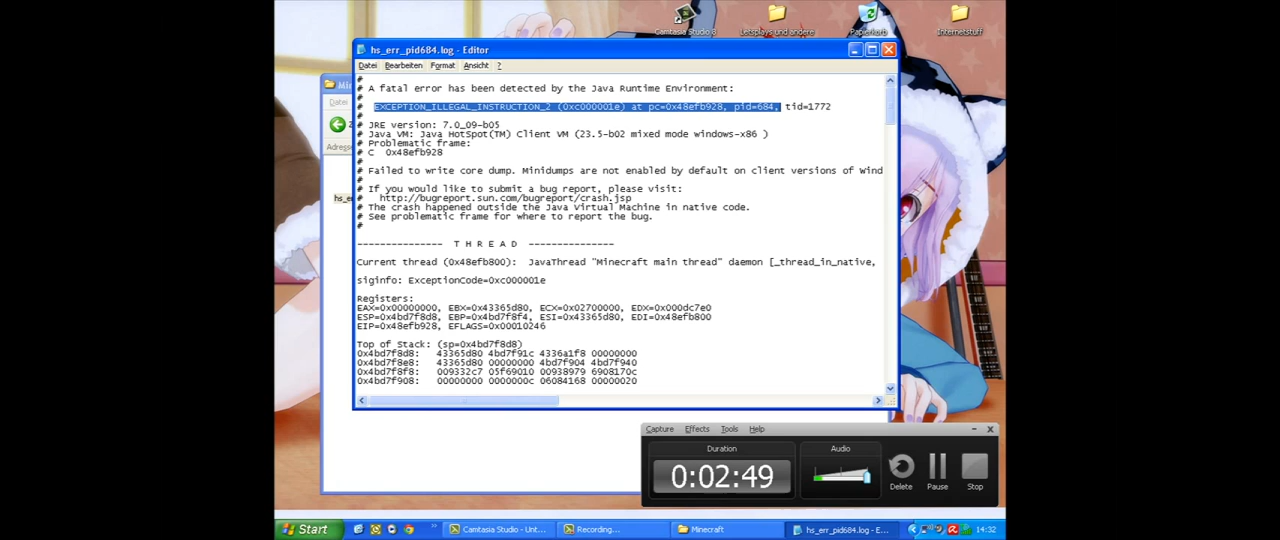 Camtasia Studio 8
Letsplays und andere
Papierkorb
Internetstuff
hs_err_pid684.log - Editor
Datei Bearbeiten Format Ansicht ?
#
# A fatal error has been detected by the Java Runtime Environment:
#
# EXCEPTION_ILLEGAL_INSTRUCTION_2 (0xc000001e) at pc=0x48efb928, pid=684, tid=1772
#
# JRE version: 7.0_09-b05
# Java VM: Java HotSpot(TM) Client VM (23.5-b02 mixed mode windows-x86 )
# Problematic frame:
# C 0x48efb928
#
# Failed to write core dump. Minidumps are not enabled by default on client versions of Wind
#
# If you would like to submit a bug report, please visit:
# http://bugreport.sun.com/bugreport/crash.jsp
# The crash happened outside the Java Virtual Machine in native code.
# See problematic frame for where to report the bug.
#
--------------- T H R E A D ---------------
Current thread (0x48efb800): JavaThread "Minecraft main thread" daemon [_thread_in_native,
siginfo: ExceptionCode=0xc000001e
Registers:
EAX=0x00000000, EBX=0x43365d80, ECX=0x02700000, EDX=0x000dc7e0
ESP=0x4bd7f8d8, EBP=0x4bd7f8f4, ESI=0x43365d80, EDI=0x48efb800
EIP=0x48efb928, EFLAGS=0x00010246
Top of Stack: (sp=0x4bd7f8d8)
0x4bd7f8d8: 43365d80 4bd7f91c 4336a1f8 00000000
0x4bd7f8e8: 43365d80 00000000 4bd7f904 4bd7f940
0x4bd7f8f8: 009332c7 05f69010 00938979 6908170c
0x4bd7f908: 00000000 0000000c 06084168 00000020
Mi
Datei
Adress
hs_e
Capture Effects Tools Help
Duration
Audio
0:02:49
Delete
Pause
Stop
Start
Camtasia Studio - Unt...
Recording...
Minecraft
hs_err_pid684.log - E...
14:32